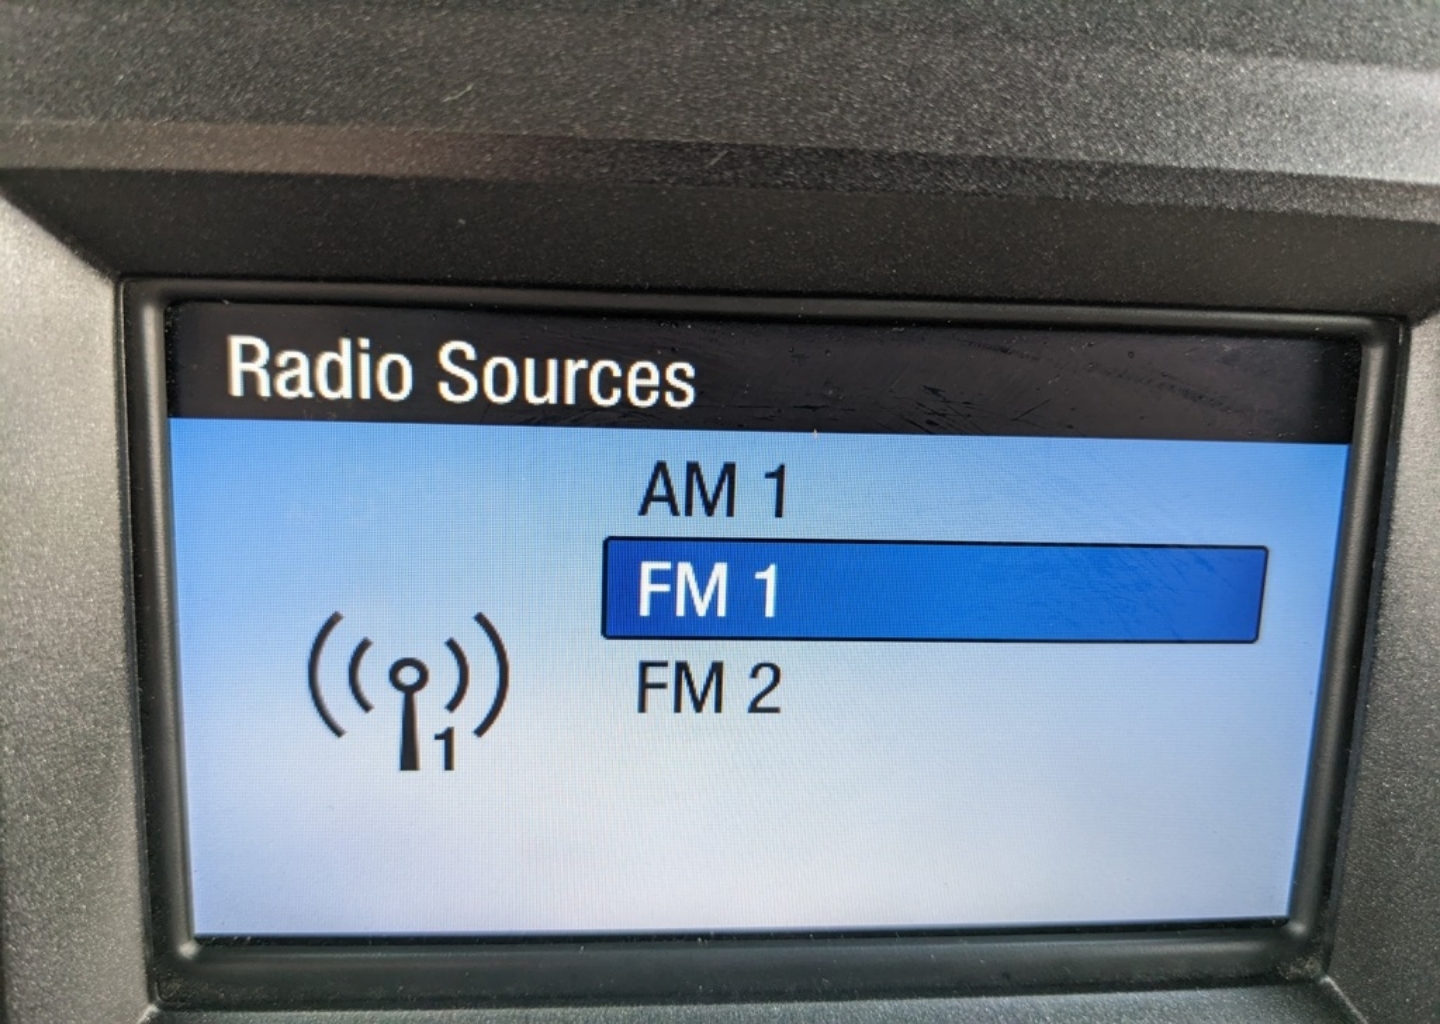 Radio Sources
AM 1
FM 1
FM 2
1